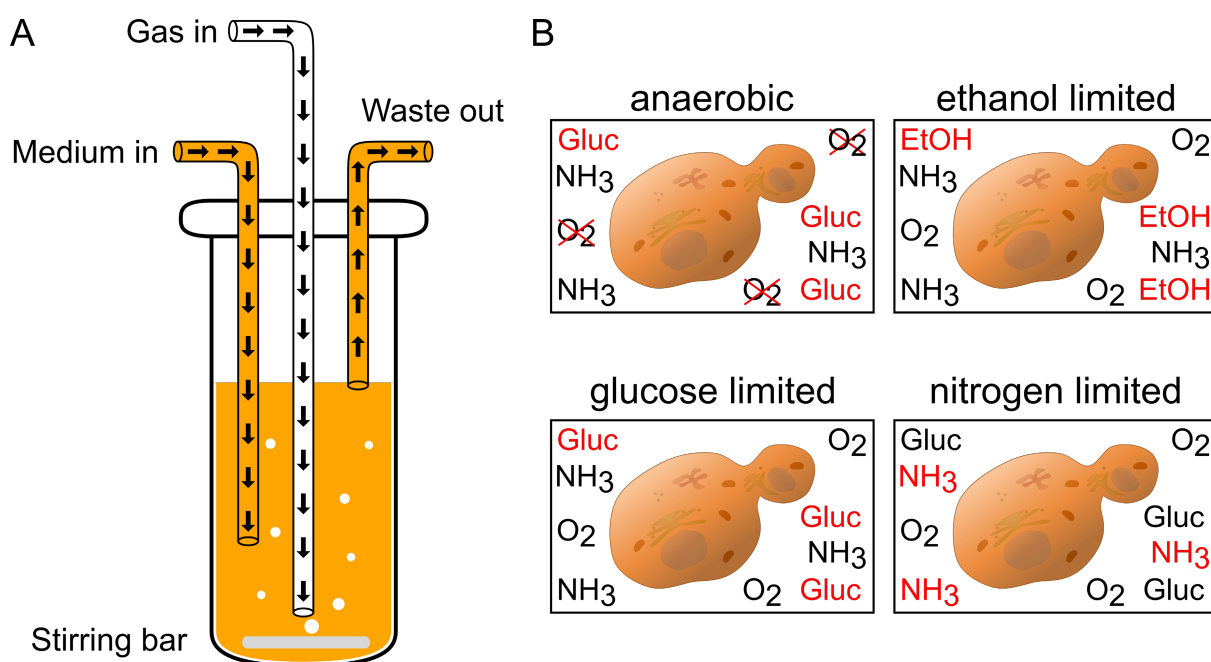 A
Gas in
Medium in
Waste out
Stirring bar
B
anaerobic
Gluc O2
NH3
Gluc
O2 NH3
NH3 O2 Gluc
ethanol limited
EtOH O2
NH3
EtOH
O2 NH3
NH3 O2 EtOH
glucose limited
Gluc O2
NH3
Gluc
O2 NH3
NH3 O2 Gluc
nitrogen limited
Gluc O2
NH3
Gluc
O2 NH3
NH3 O2 Gluc